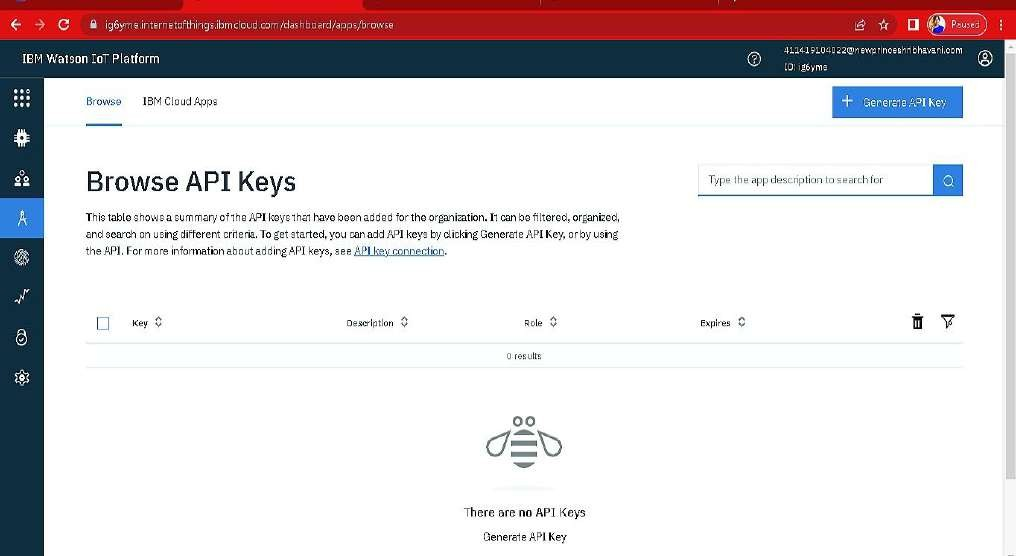 ig6yme.internetofthings.ibmcloud.com/dashboard/apps/browse
Paused
IBM Watson IoT Platform
411419104022@newprinceshribhavani.com
ID: ig6yme
Browse
IBM Cloud Apps
Generate API Key
Browse API Keys
Type the app description to search for
This table shows a summary of the API keys that have been added for the organization. It can be filtered, organized,
and search on using different criteria. To get started, you can add API keys by clicking Generate API Key, or by using
the API. For more information about adding API keys, see API key connection.
Key
Description
Role
Expires
0 results
There are no API Keys
Generate API Key